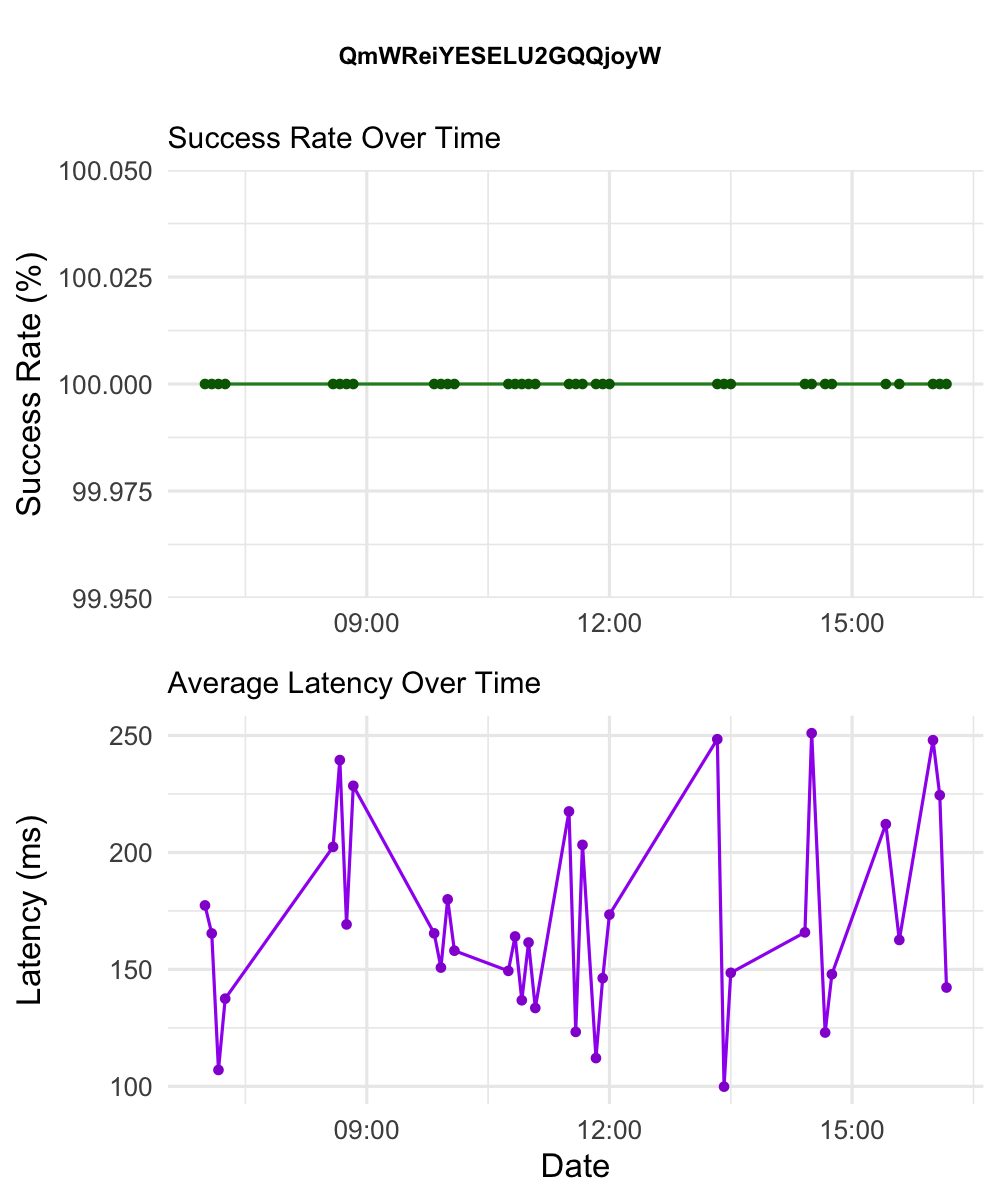 QmWReiYESELU2GQQjoyW
Success Rate Over Time
Success Rate (%)
100.050
100.025
100.000
99.975
99.950
09:00 12:00 15:00
Average Latency Over Time
Latency (ms)
250
200
150
100
09:00 12:00 15:00
Date